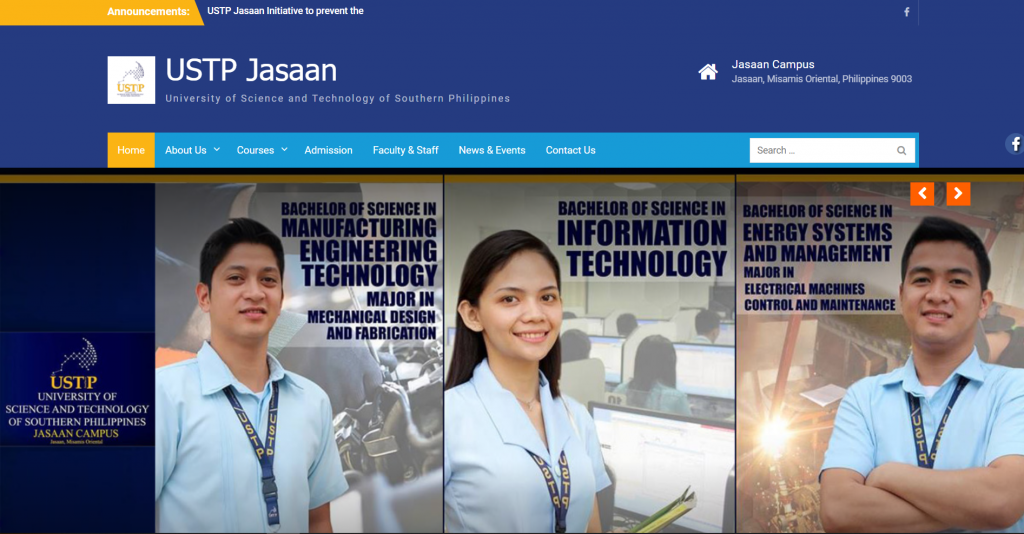 Announcements:
USTP Jasaan Initiative to prevent the
USTP
USTP Jasaan
University of Science and Technology of Southern Philippines
Jasaan Campus
Jasaan, Misamis Oriental, Philippines 9003
Home
About Us
Courses
Admission
Faculty & Staff
News & Events
Contact Us
Search ...
USTP
UNIVERSITY OF
SCIENCE AND TECHNOLOGY
OF SOUTHERN PHILIPPINES
JASAAN CAMPUS
Jasaan, Misamis Oriental
BACHELOR OF SCIENCE IN
MANUFACTURING
ENGINEERING
TECHNOLOGY
MAJOR IN
MECHANICAL DESIGN
AND FABRICATION
USTP
BACHELOR OF SCIENCE IN
INFORMATION
TECHNOLOGY
USTP
USTP
BACHELOR OF SCIENCE IN
ENERGY SYSTEMS
AND MANAGEMENT
MAJOR IN
ELECTRICAL MACHINES
CONTROL AND MAINTENANCE
USTP